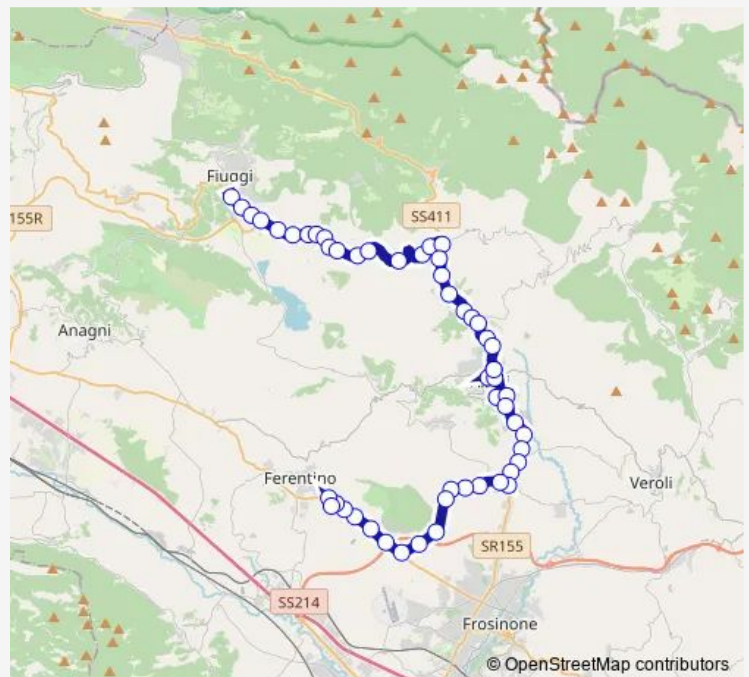 Fiuggi
SS411
155R
Anagni
Ferentino
Veroli
SR155
SS214
Frosinone
© OpenStreetMap contributors